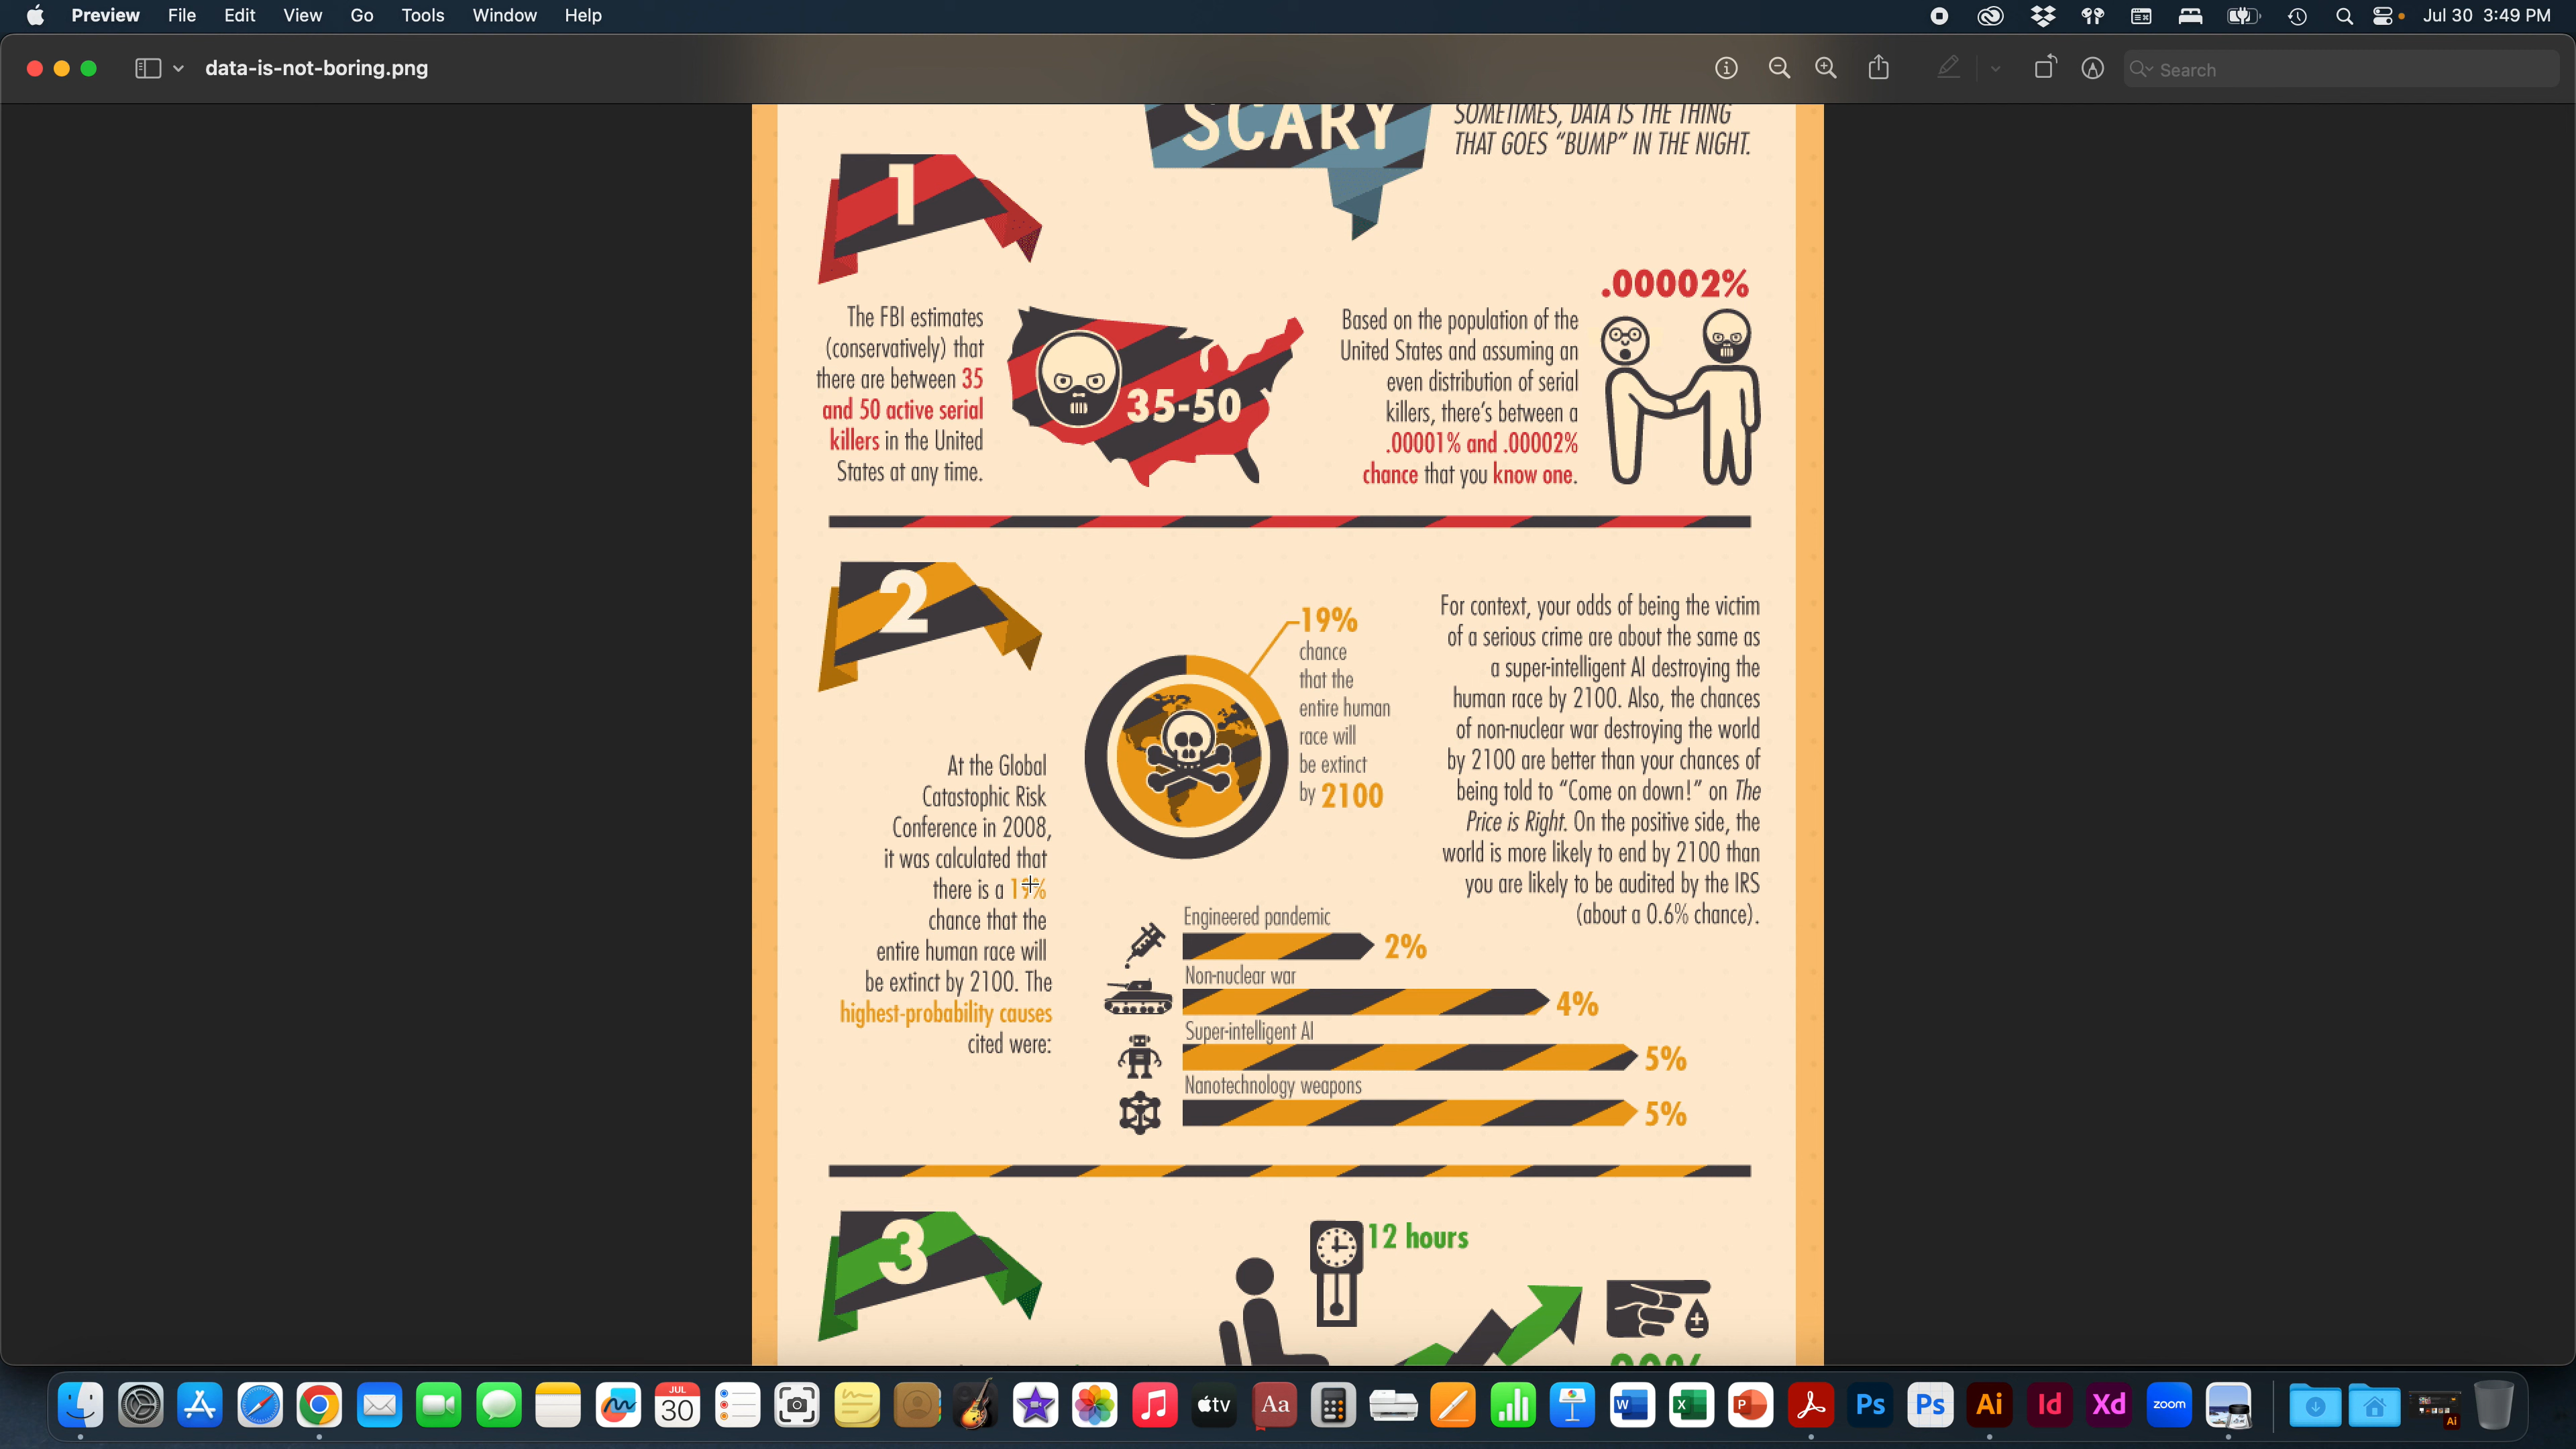 Preview File Edit View Go Tools Window Help
Jul 30 3:49 PM
data-is-not-boring.png
Search
SCARY
SOMETIMES, DATA IS THE THING
THAT GOES "BUMP" IN THE NIGHT.
1
The FBI estimates
(conservatively) that
there are between 35
and 50 active serial
killers in the United
States at any time.
35-50
Based on the population of the
United States and assuming an
even distribution of serial
killers, there's between a
.00001% and .00002%
chance that you know one.
.00002%
2
At the Global
Catastophic Risk
Conference in 2008,
it was calculated that
there is a 19%
chance that the
entire human race will
be extinct by 2100. The
highest-probability causes
cited were:
19%
chance
that the
entire human
race will
be extinct
by 2100
For context, your odds of being the victim
of a serious crime are about the same as
a super-intelligent AI destroying the
human race by 2100. Also, the chances
of non-nuclear war destroying the world
by 2100 are better than your chances of
being told to "Come on down!" on The
Price is Right. On the positive side, the
world is more likely to end by 2100 than
you are likely to be audited by the IRS
(about a 0.6% chance).
Engineered pandemic
2%
Non-nuclear war
4%
Super-intelligent AI
5%
Nanotechnology weapons
5%
3
12 hours
JUL
30
tv
Aa
W
X
P
Ps
Ps
Ai
Id
Xd
zoom
Ai